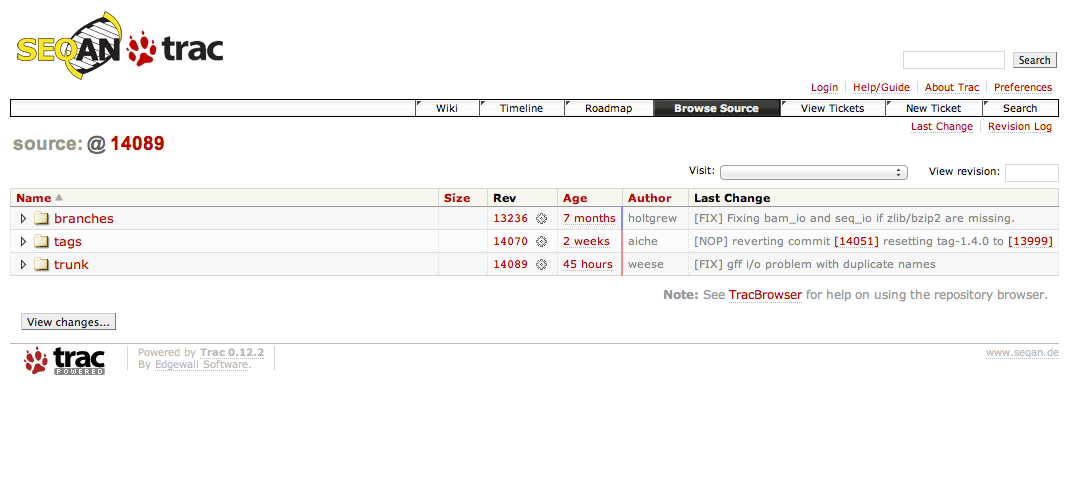 SEQAN trac
Search
Login Help/Guide About Trac Preferences
Wiki Timeline Roadmap Browse Source View Tickets New Ticket Search
Last Change Revision Log
source: @ 14089
Visit: View revision:
Name Size Rev Age Author Last Change
branches 13236 7 months holtgrew [FIX] Fixing bam_io and seq_io if zlib/bzip2 are missing.
tags 14070 2 weeks aiche [NOP] reverting commit [14051] resetting tag-1.4.0 to [13999]
trunk 14089 45 hours weese [FIX] gff i/o problem with duplicate names
Note: See TracBrowser for help on using the repository browser.
View changes...
trac POWERED
Powered by Trac 0.12.2
By Edgewall Software.
www.seqan.de